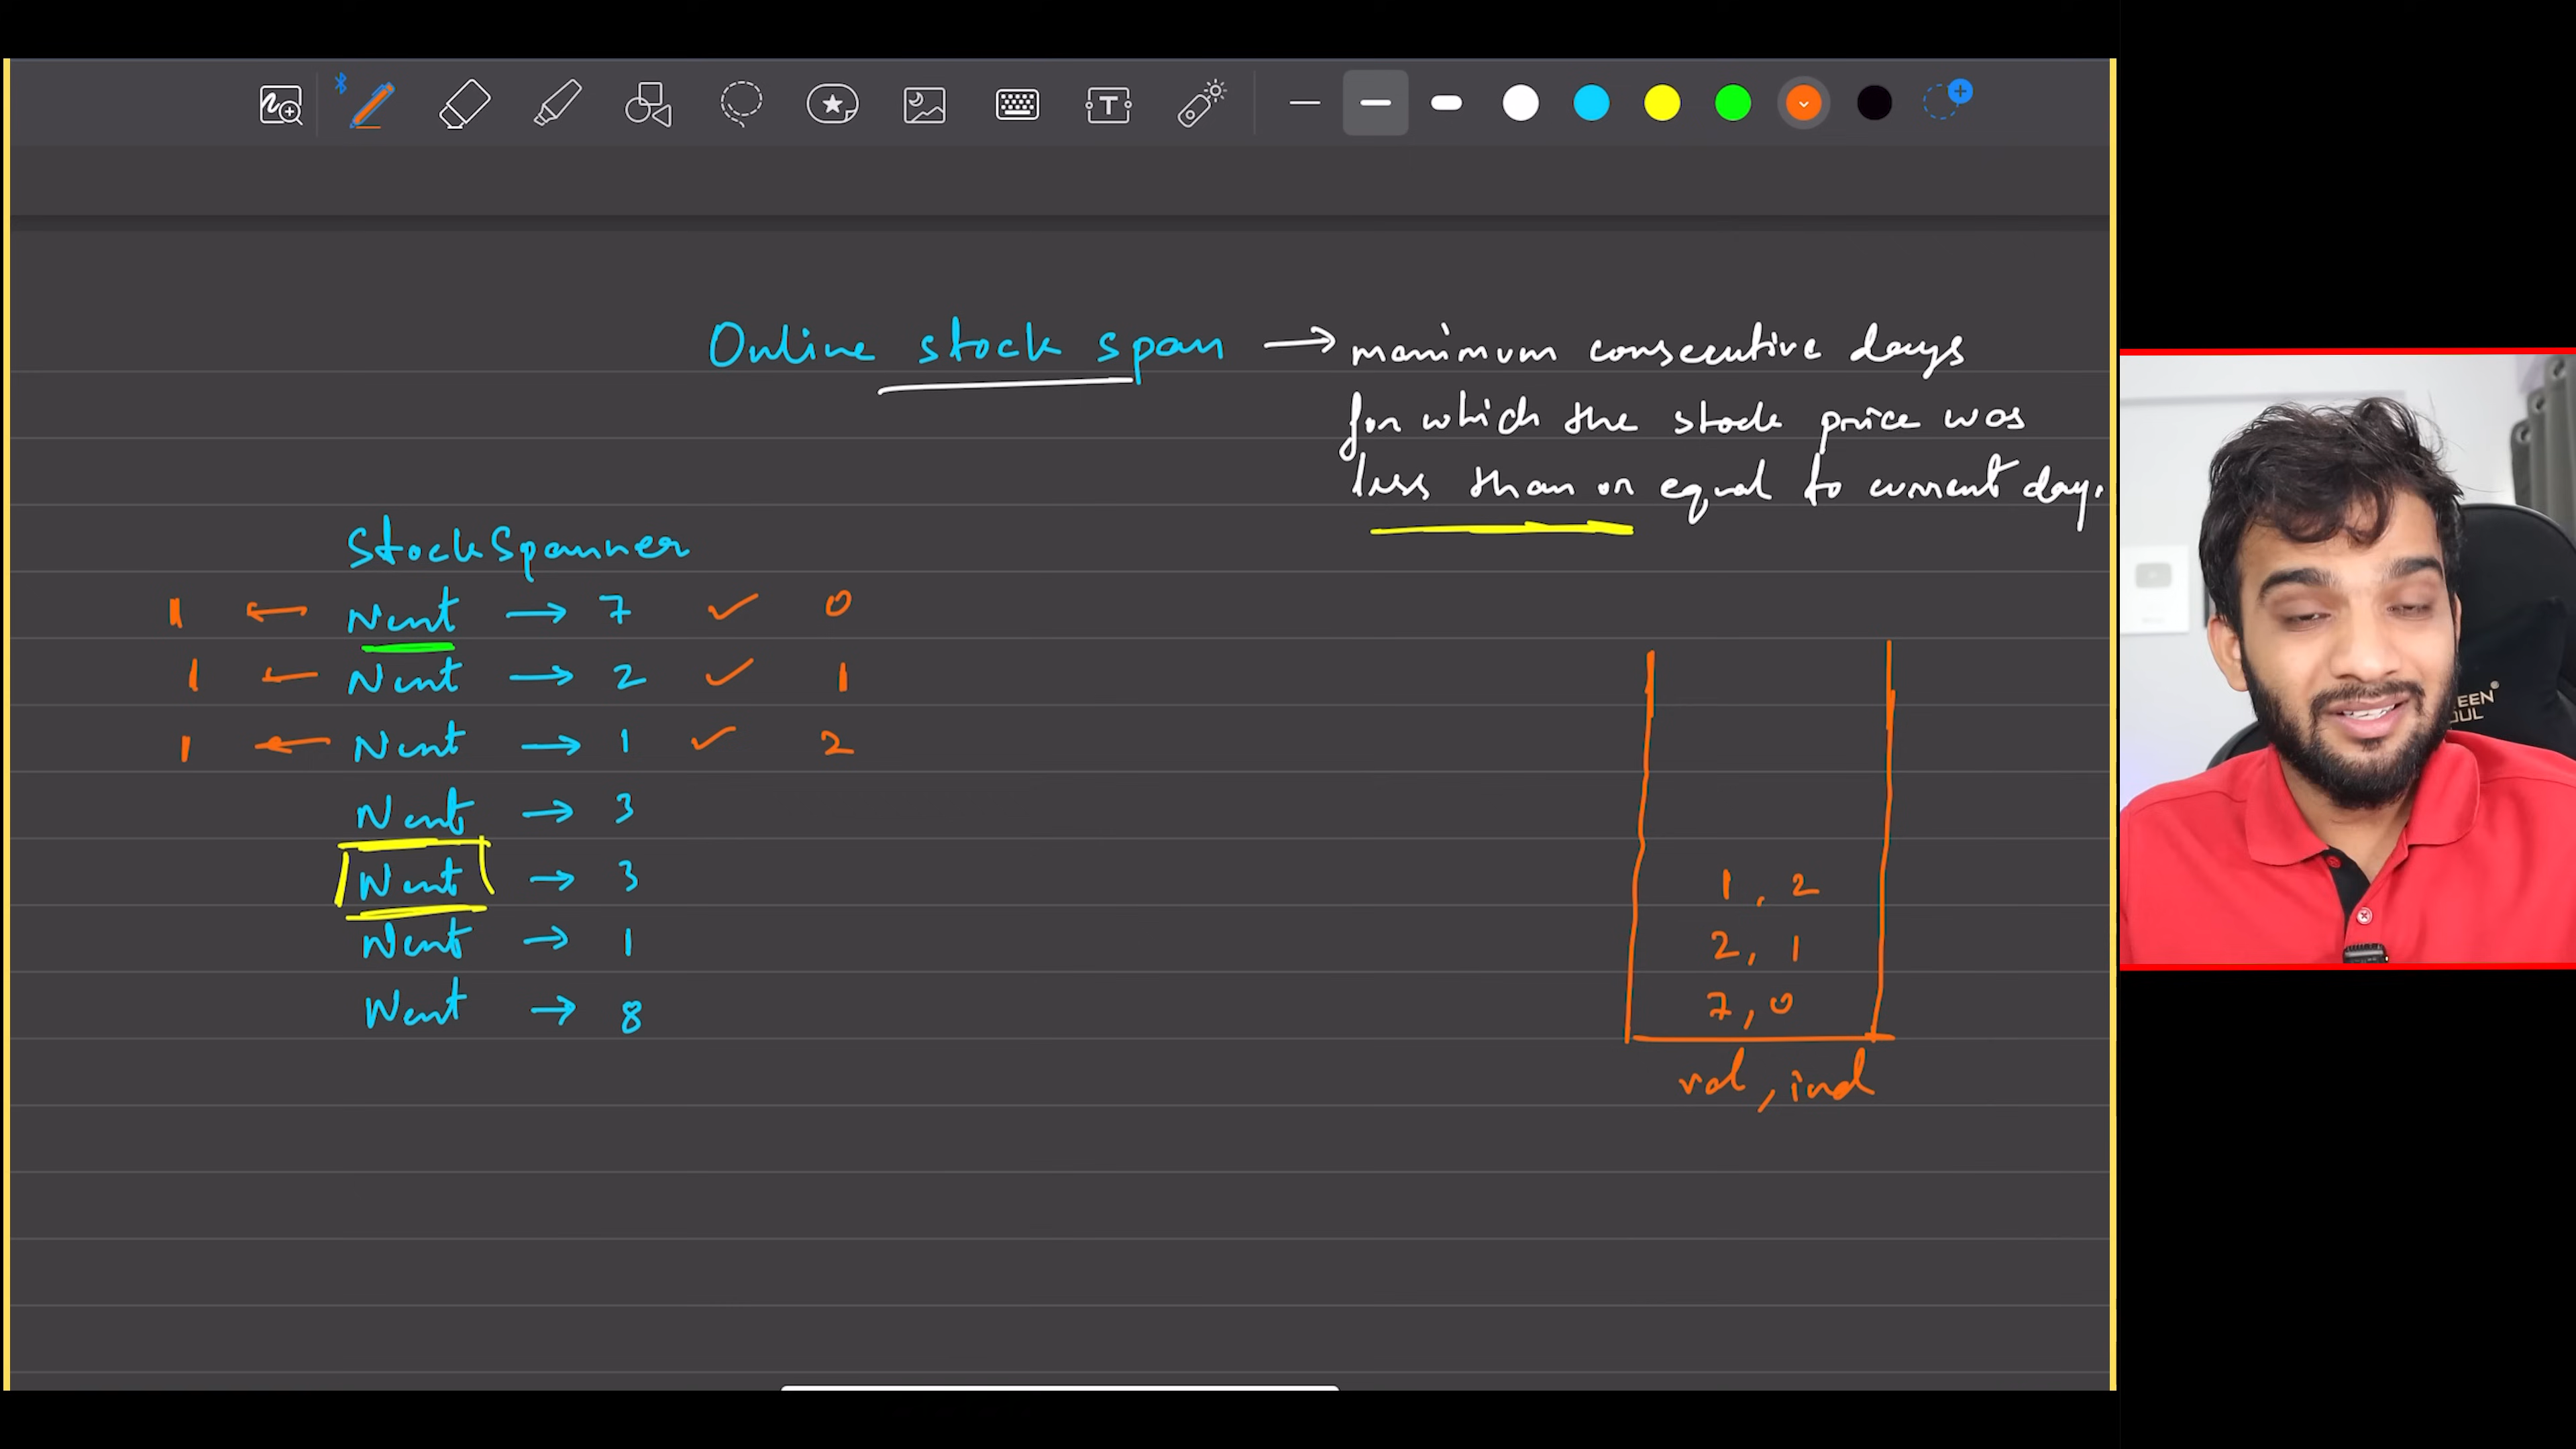 Online stock span → maximum consecutive days
for which the stock price was
less than or equal to current day.
StockSpanner
1 ← Next → 7 ✓ 0
1 ← Next → 2 ✓ 1
1 ← Next → 1 ✓ 2
Next → 3
Next → 3
Next → 1
Next → 8
1, 2
2, 1
7, 0
val, ind
T